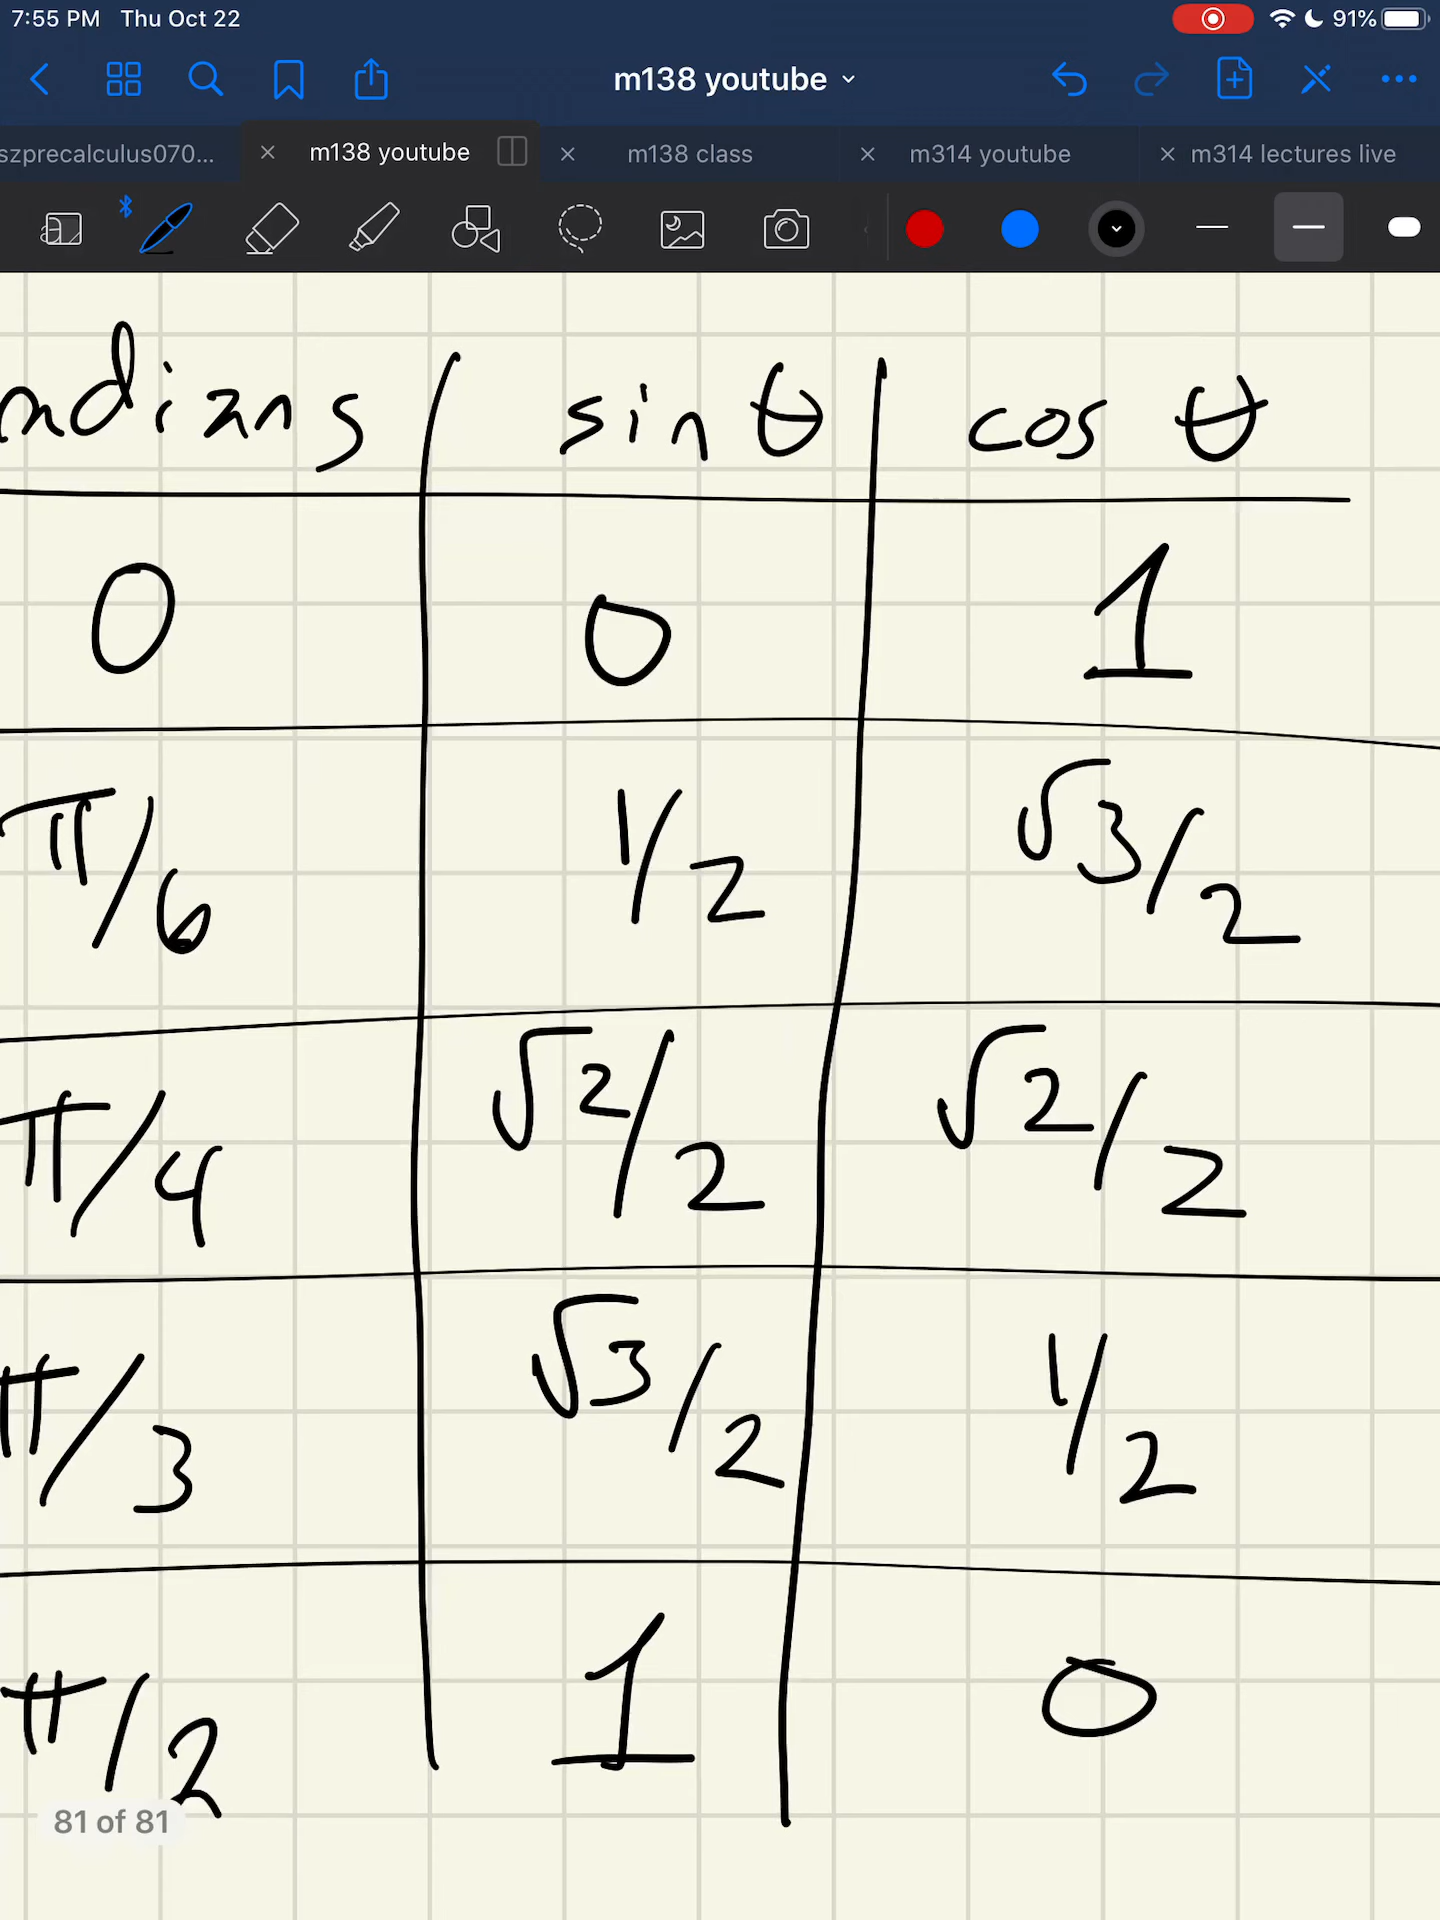 7:55 PM Thu Oct 22 91%
m138 youtube
szprecalculus070... m138 youtube m138 class m314 youtube m314 lectures live
adians sin θ cos θ
0 0 1
π/6 1/2 √3/2
π/4 √2/2 √2/2
π/3 √3/2 1/2
π/2 1 0
81 of 81